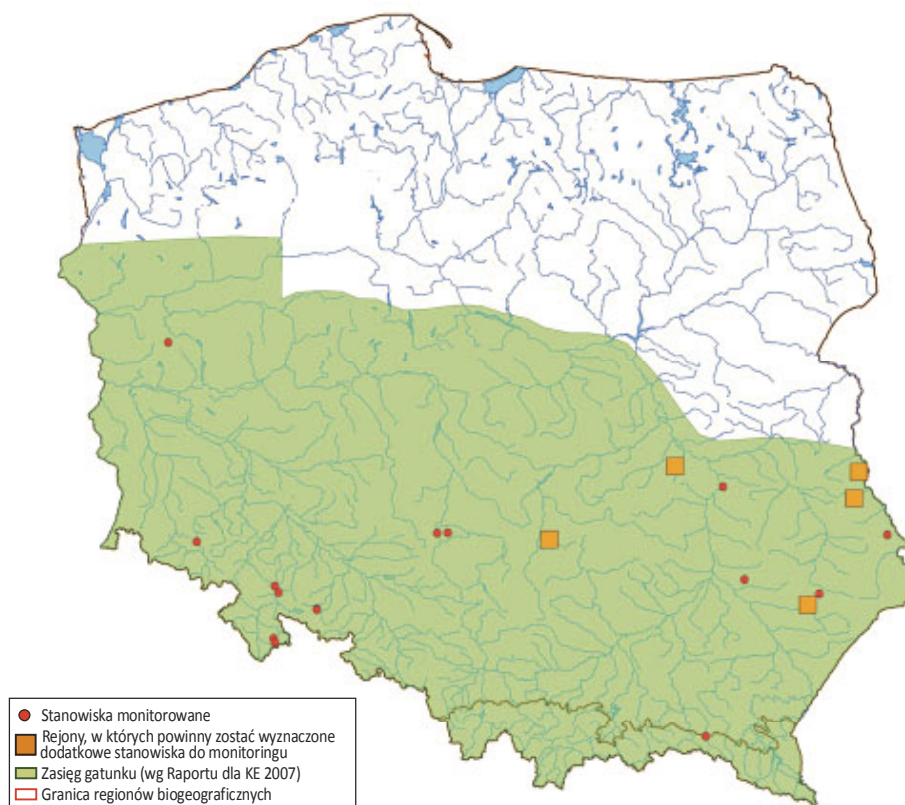 Stanowiska monitorowane
Rejony, w których powinny zostać wyznaczone
dodatkowe stanowiska do monitoringu
Zasięg gatunku (wg Raportu dla KE 2007)
Granica regionów biogeograficznych